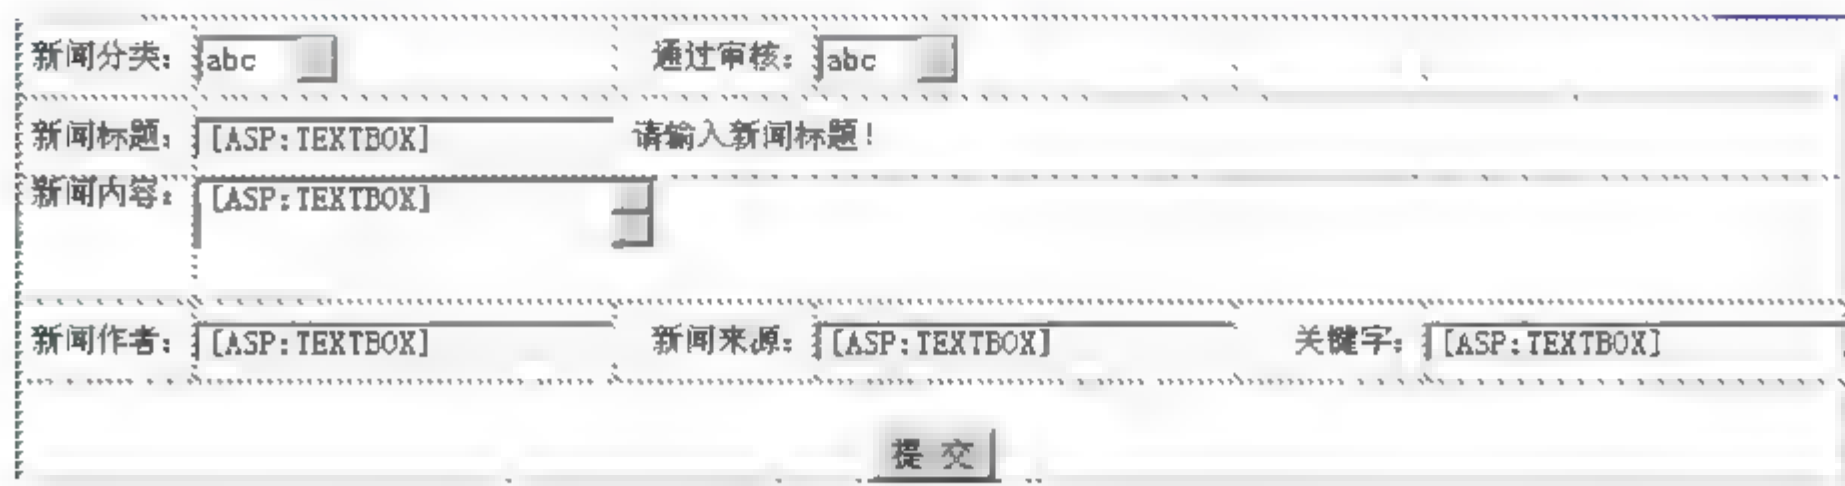 新闻分类： abc 通过审核： abc
新闻标题： [ASP:TEXTBOX] 请输入新闻标题！
新闻内容： [ASP:TEXTBOX]
新闻作者： [ASP:TEXTBOX] 新闻来源： [ASP:TEXTBOX] 关键字： [ASP:TEXTBOX]
提 交